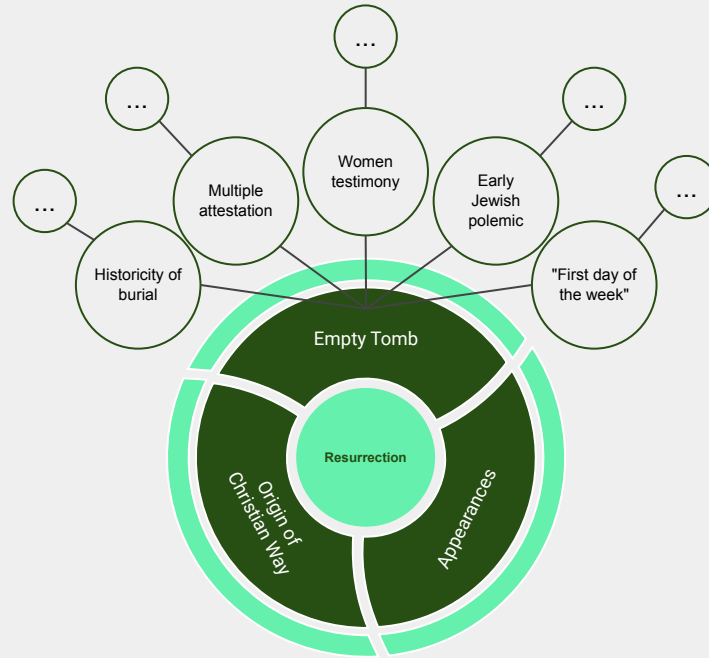 ...
...
...
...
...
Women
testimony
Multiple
attestation
Early
Jewish
polemic
Historicity of
burial
"First day of
the week"
Empty Tomb
Resurrection
Origin of
Christian Way
Appearances